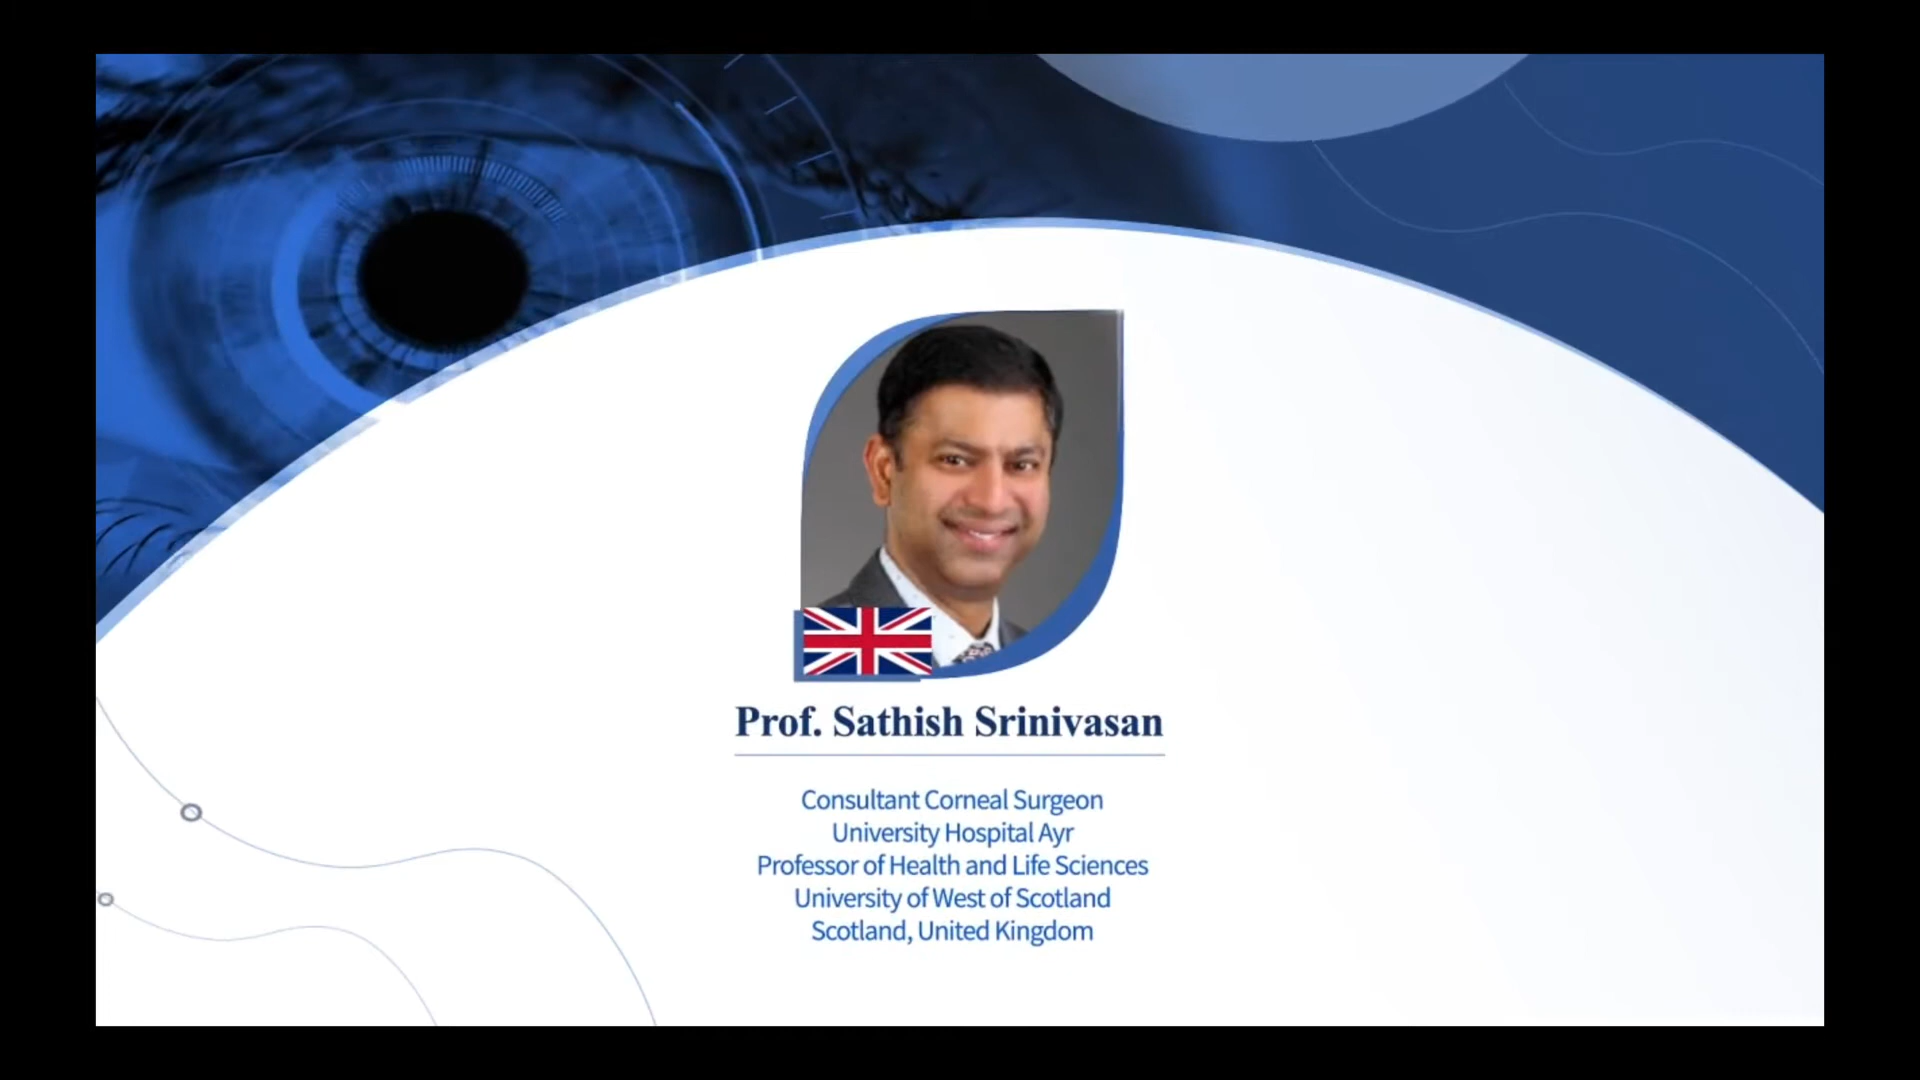 Prof. Sathish Srinivasan
Consultant Corneal Surgeon
University Hospital Ayr
Professor of Health and Life Sciences
University of West of Scotland
Scotland, United Kingdom